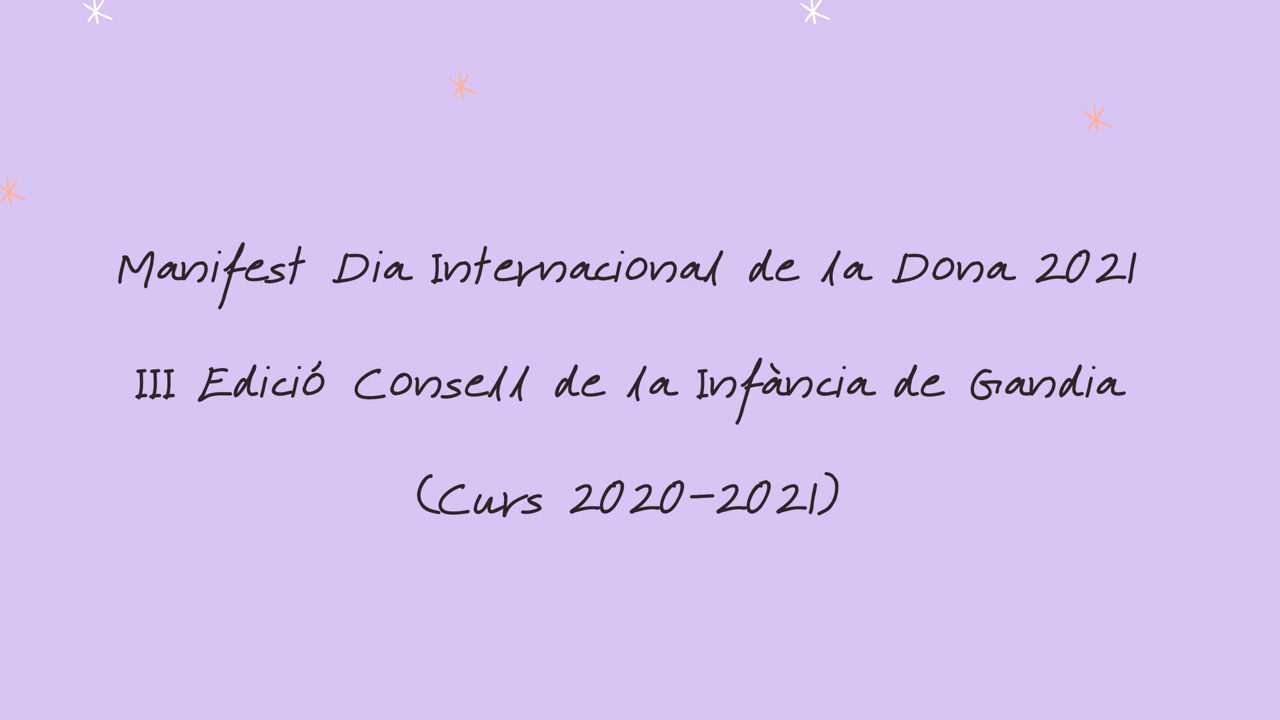 Manifest Dia Internacional de la Dona 2021
III Edició Consell de la Infància de Gandia
(Curs 2020-2021)